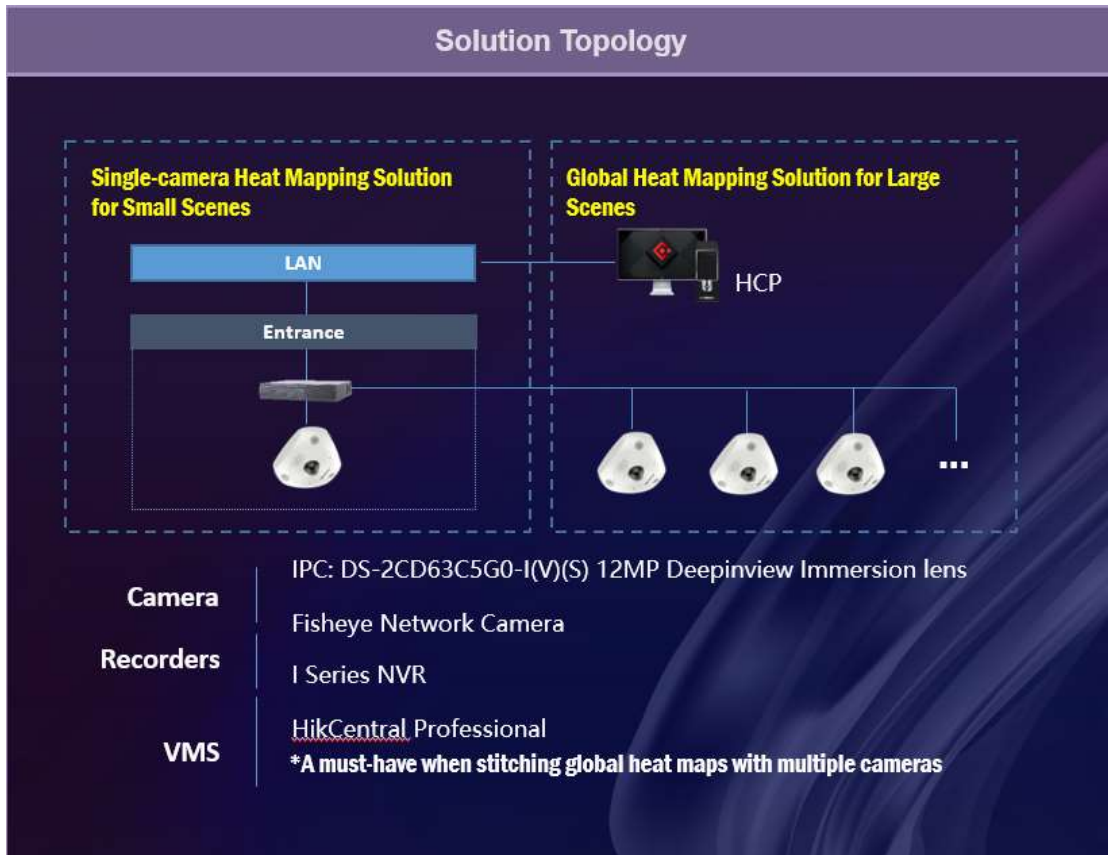 Solution Topology
Single-camera Heat Mapping Solution
for Small Scenes
Global Heat Mapping Solution for Large
Scenes
LAN
HCP
Entrance
...
Camera
IPC: DS-2CD63C5G0-I(V)(S) 12MP Deepinview Immersion lens
Fisheye Network Camera
Recorders
I Series NVR
VMS
HikCentral Professional
*A must-have when stitching global heat maps with multiple cameras